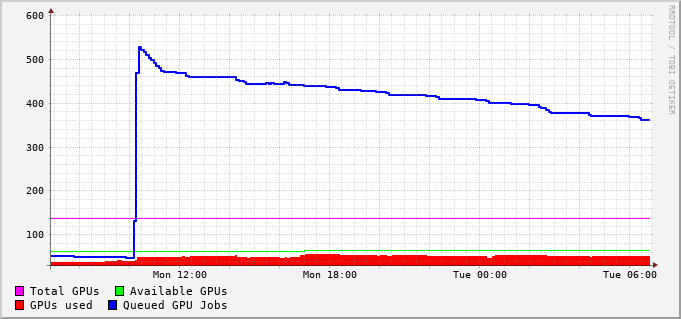 600
500
400
300
200
100
Mon 12:00 Mon 18:00 Tue 00:00 Tue 06:00
Total GPUs Available GPUs
GPUs used Queued GPU Jobs
RRDTOOL / TOBI OETIKER